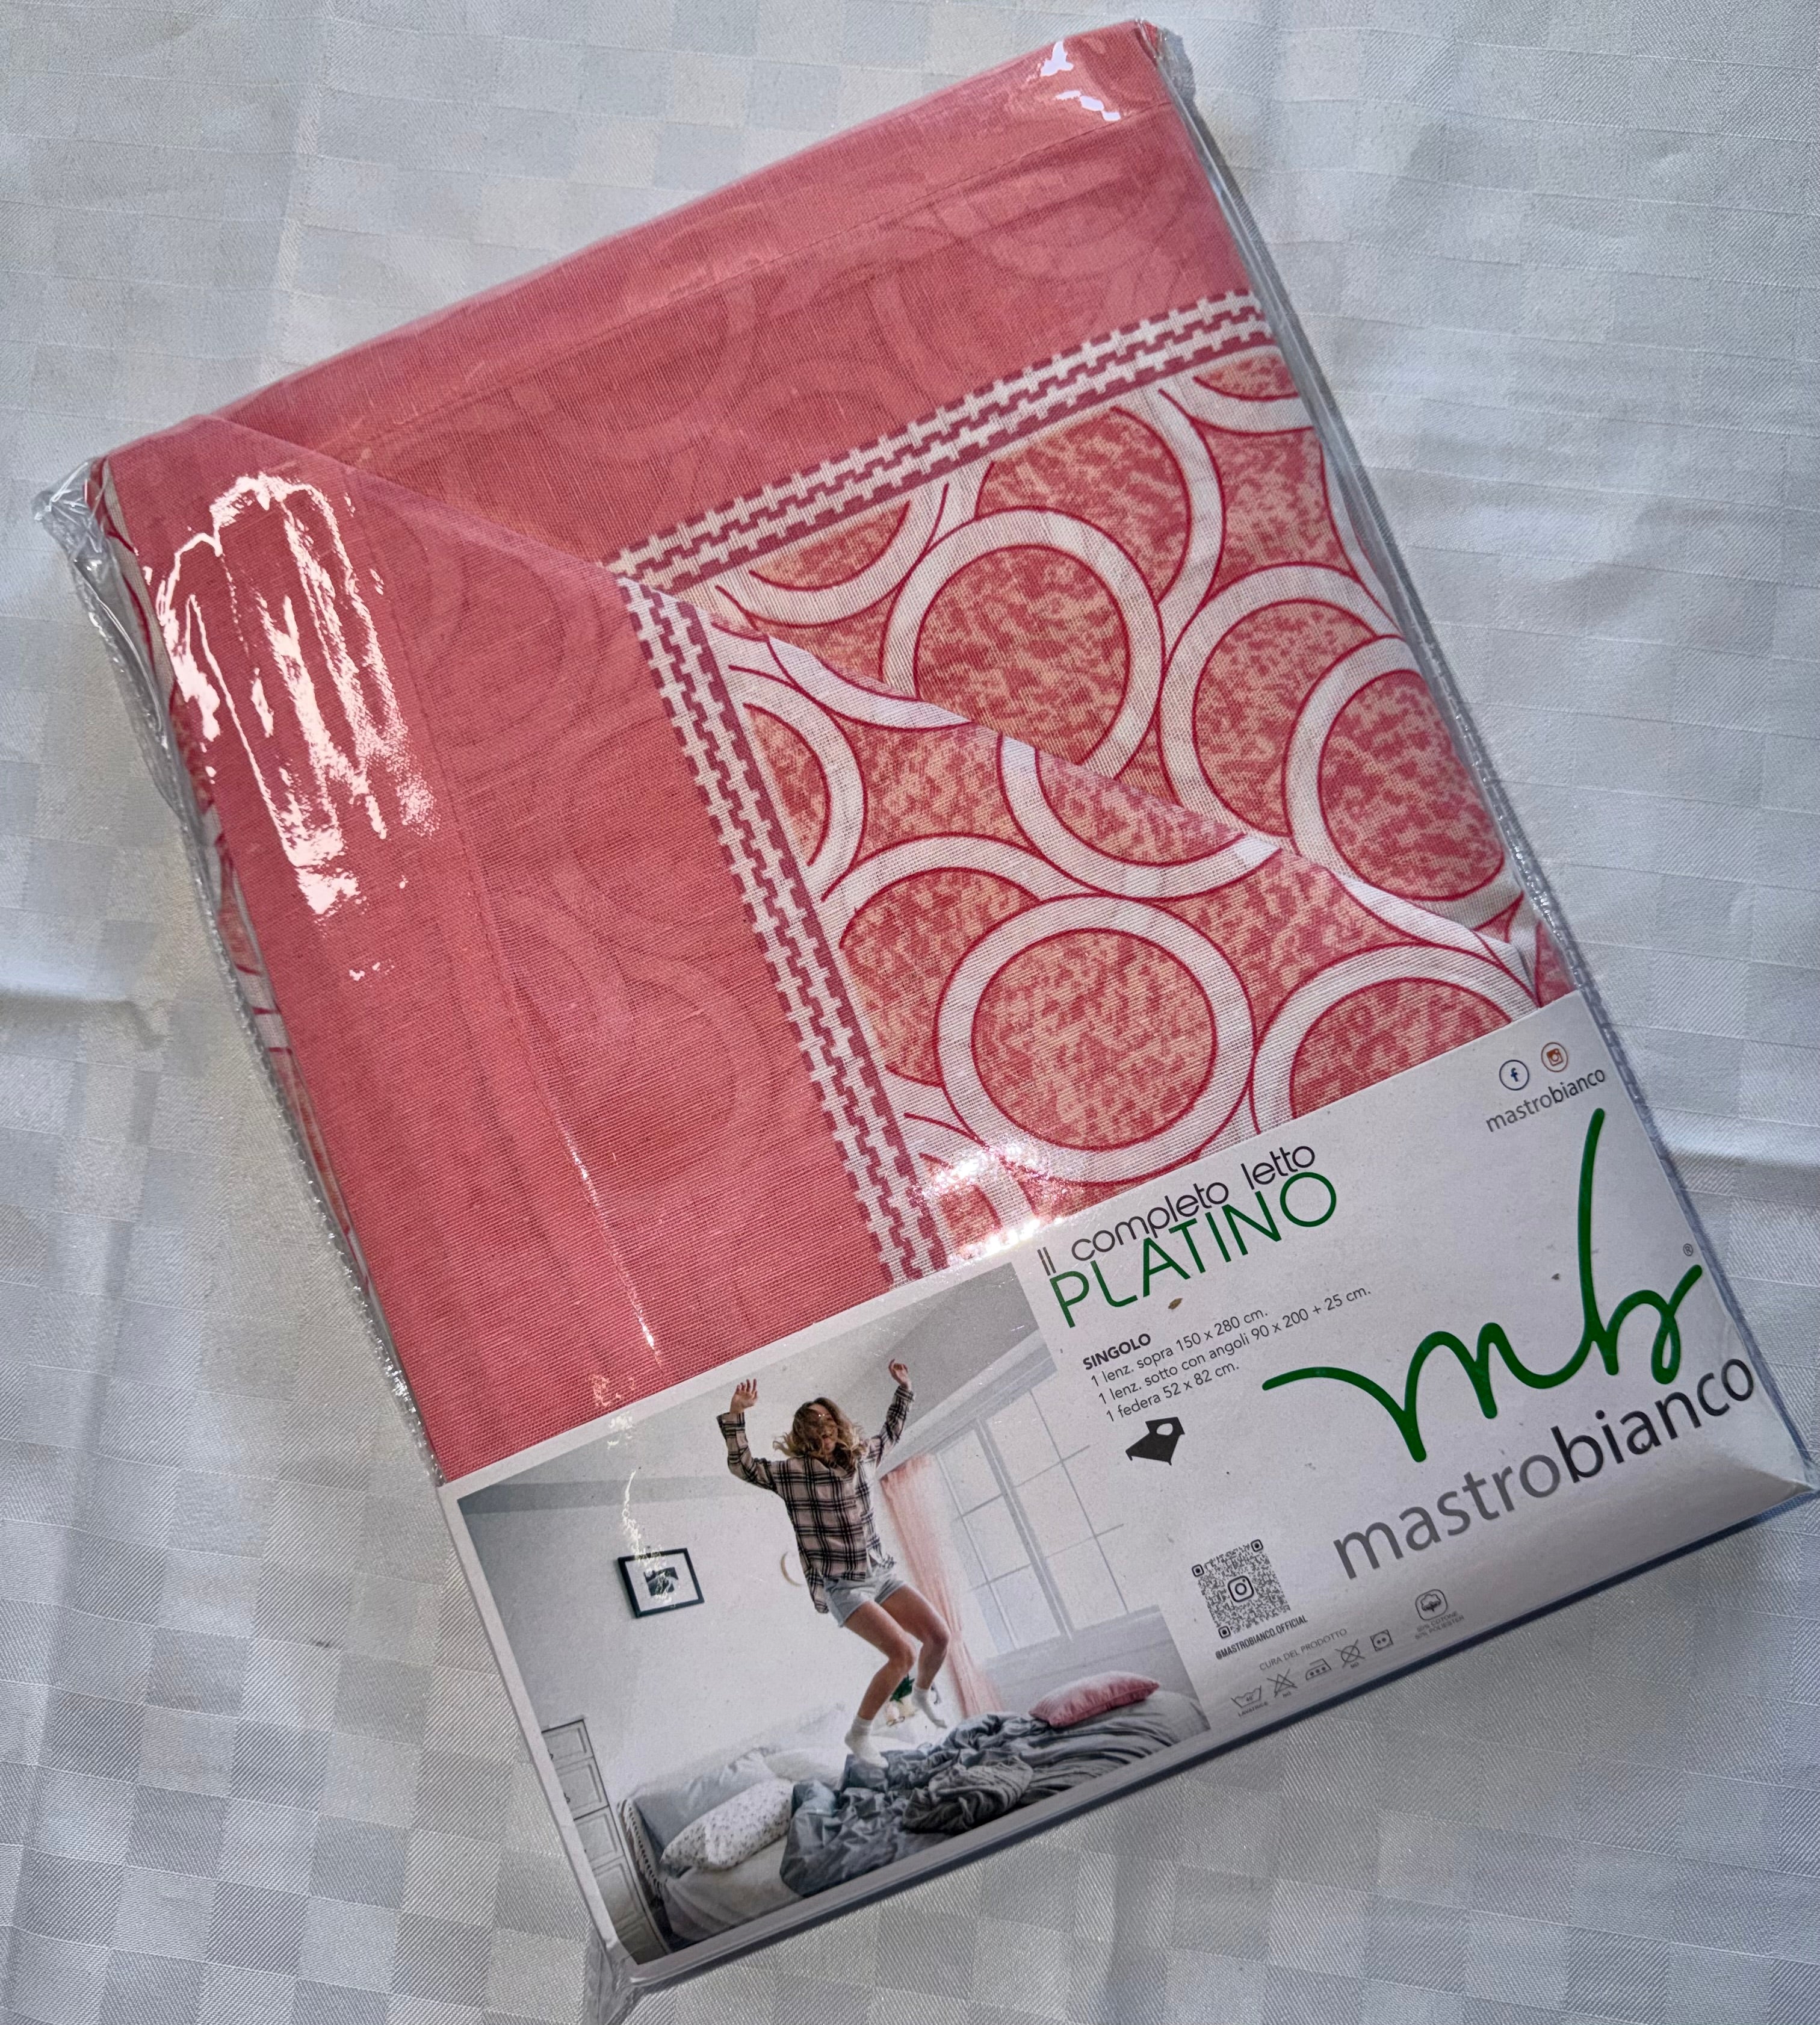 mastrobianco
Il completo letto
PLATINO
SINGOLO
1 lenz. sopra 150 x 280 cm.
1 lenz. sotto con angoli 90 x 200 + 25 cm.
1 federa 52 x 82 cm.
mb
®
mastrobianco
@MASTROBIANCO.OFFICIAL
CURA DEL PRODOTTO